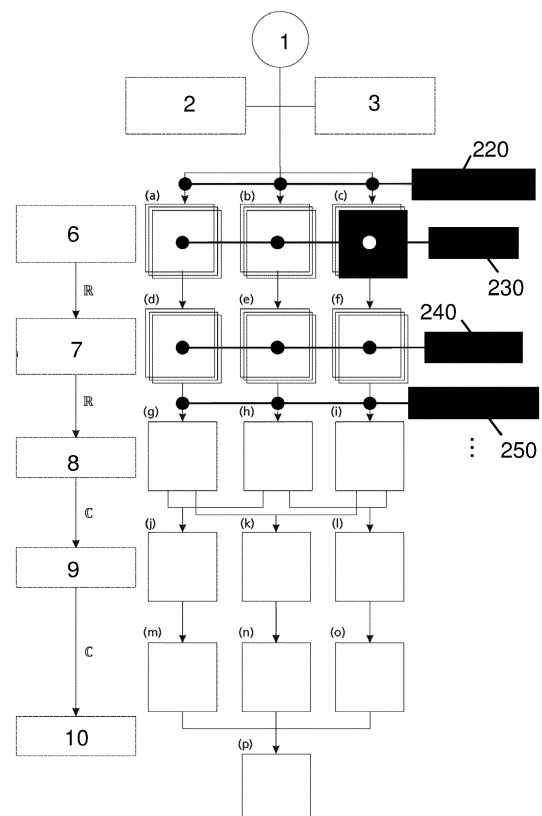 1
2
3
220
(a)
(b)
(c)
6
230
ℝ
(d)
(e)
(f)
240
7
ℝ
(g)
(h)
(i)
250
⋮
8
ℂ
(j)
(k)
(l)
9
(m)
(n)
(o)
ℂ
10
(p)